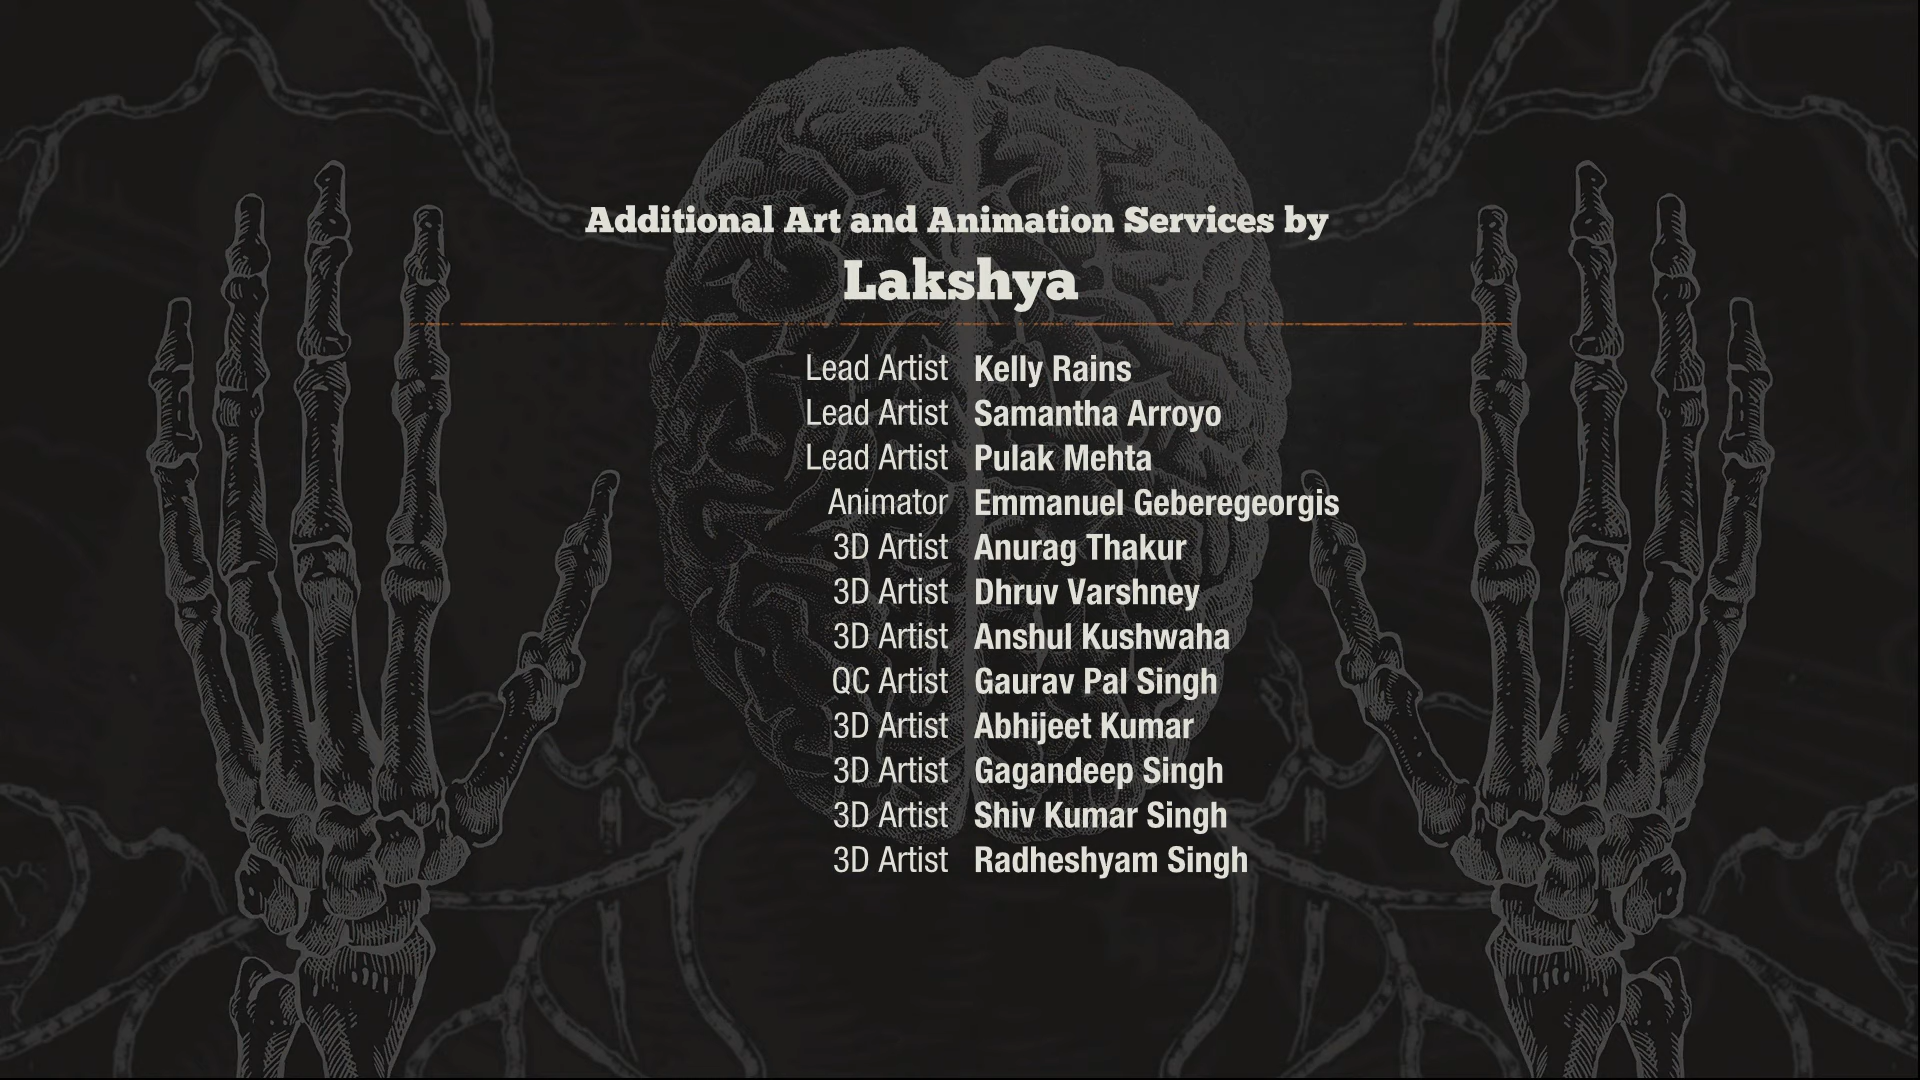 Additional Art and Animation Services by
Lakshya
Lead Artist Kelly Rains
Lead Artist Samantha Arroyo
Lead Artist Pulak Mehta
Animator Emmanuel Geberegeorgis
3D Artist Anurag Thakur
3D Artist Dhruv Varshney
3D Artist Anshul Kushwaha
QC Artist Gaurav Pal Singh
3D Artist Abhijeet Kumar
3D Artist Gagandeep Singh
3D Artist Shiv Kumar Singh
3D Artist Radheshyam Singh